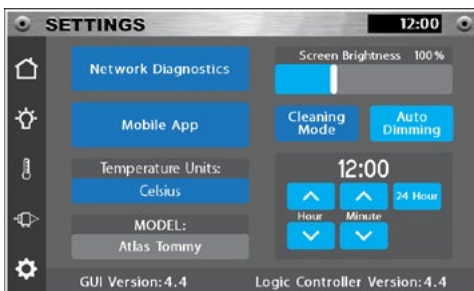 SETTINGS
12:00
Network Diagnostics
Screen Brightness 100%
Mobile App
Cleaning
Mode
Auto
Dimming
Temperature Units:
Celsius
12:00
24 Hour
Hour Minute
MODEL:
Atlas Tommy
GUI Version:4.4
Logic Controller Version:4.4